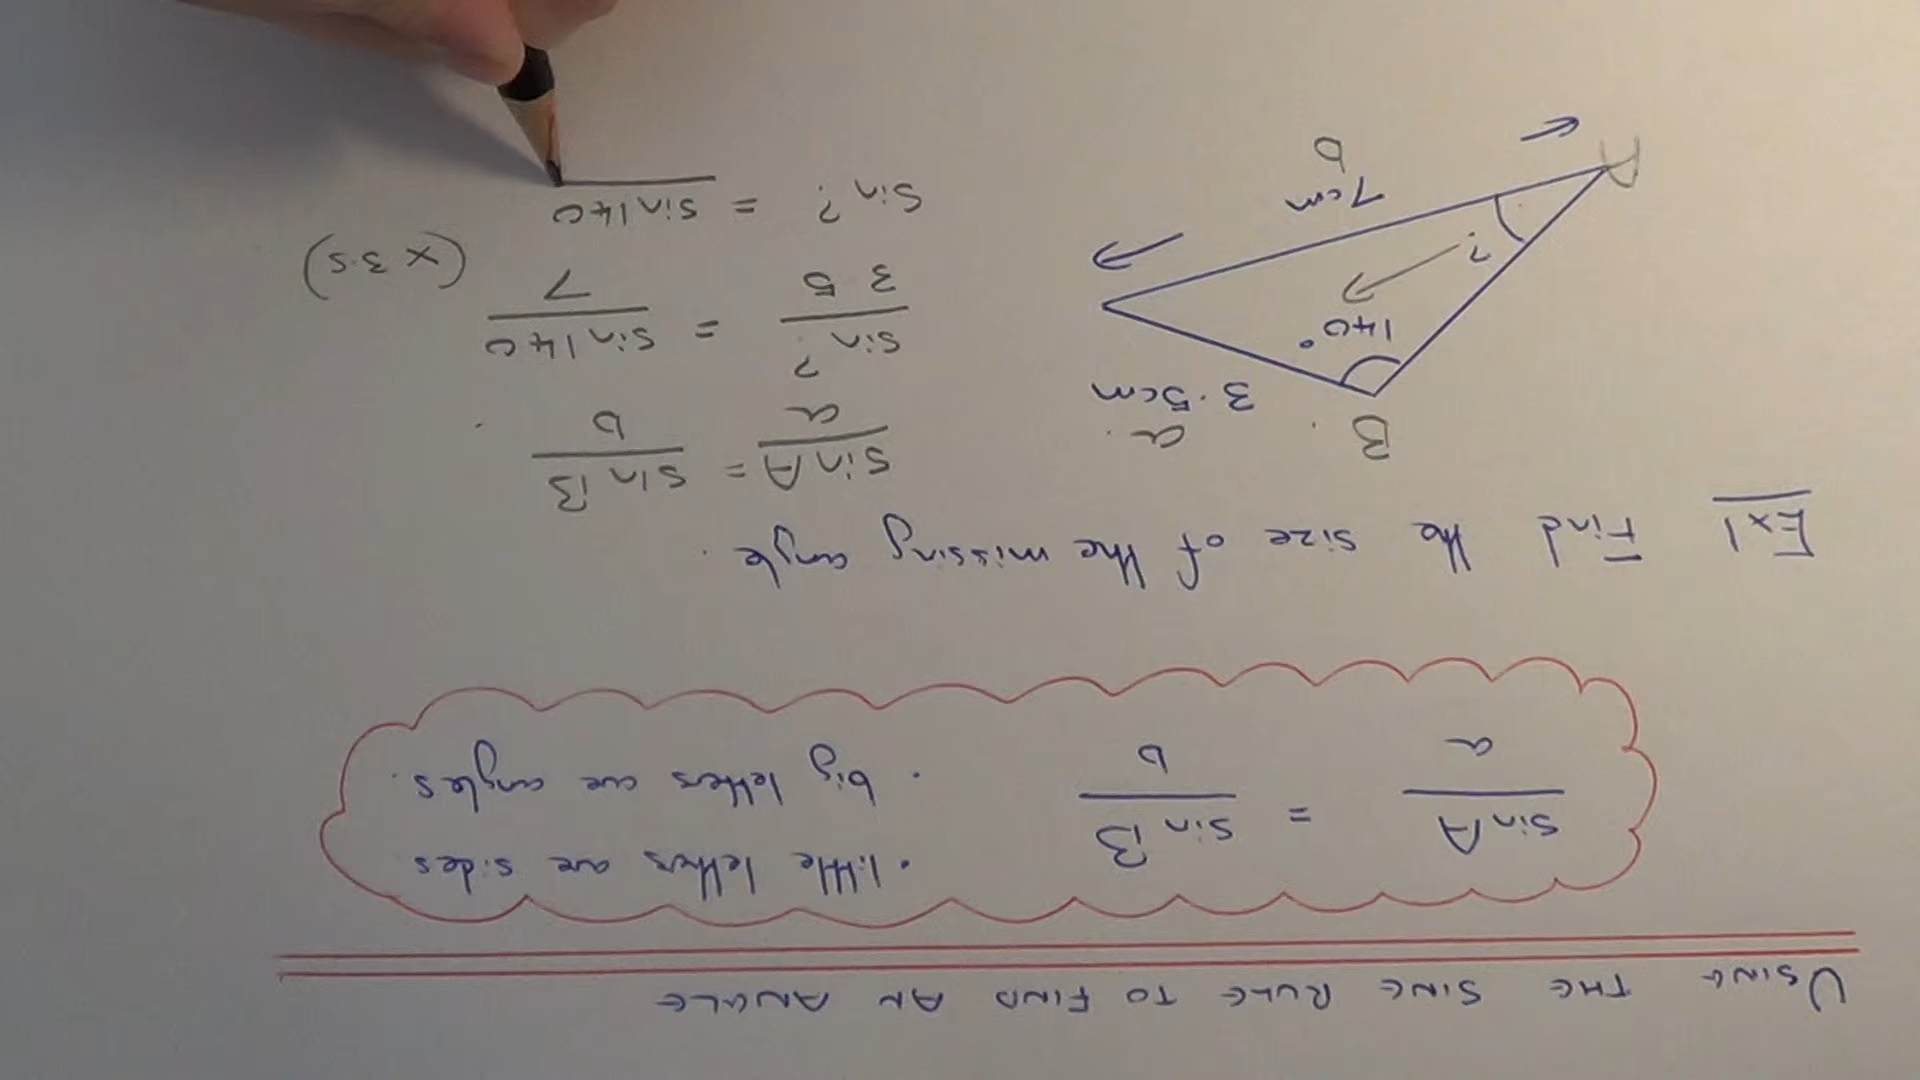 USING THE SINE RULE TO FIND AN ANGLE
sin A / a = sin B / b
• little letters are sides
• big letters are angles.
Ex1 Find the size of the missing angle.
B
a
3.5cm
140°
?
7cm
b
A
sin A / a = sin B / b
sin ? / 3.5 = sin 140 / 7 (× 3.5)
sin ? = sin 140